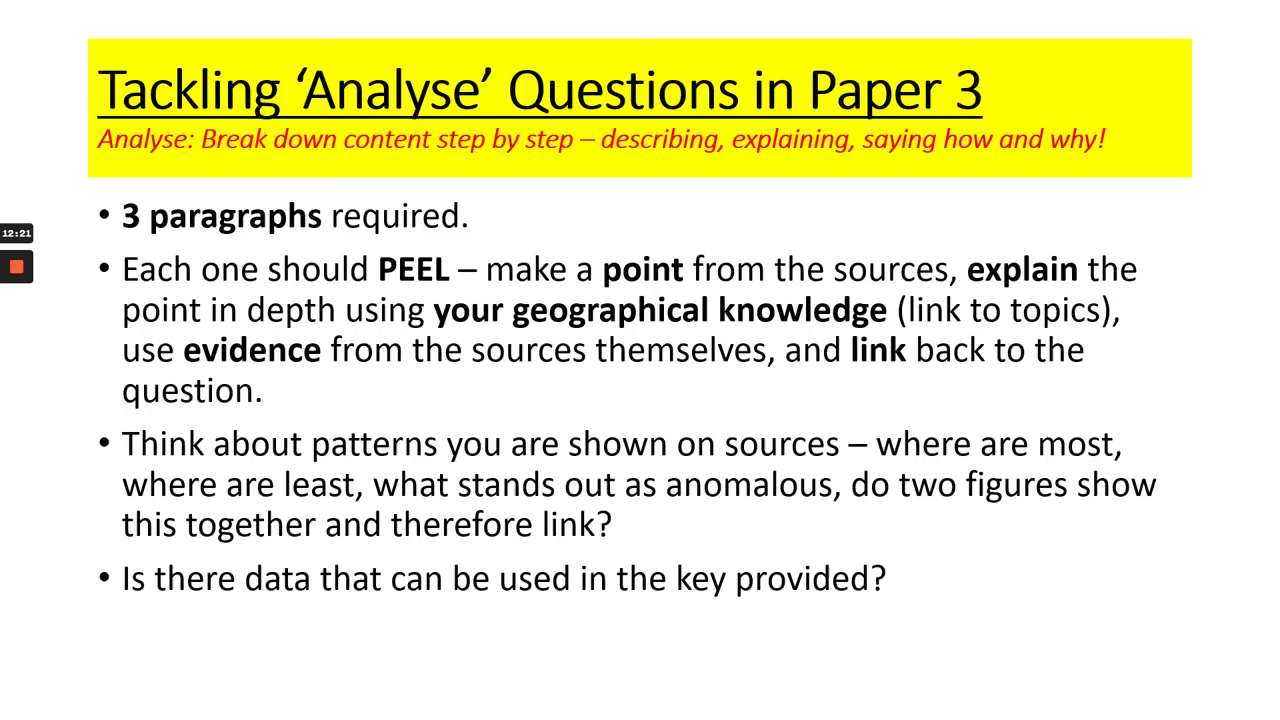 Tackling ‘Analyse’ Questions in Paper 3
Analyse: Break down content step by step – describing, explaining, saying how and why!
• 3 paragraphs required.
12:21
• Each one should PEEL – make a point from the sources, explain the
point in depth using your geographical knowledge (link to topics),
use evidence from the sources themselves, and link back to the
question.
• Think about patterns you are shown on sources – where are most,
where are least, what stands out as anomalous, do two figures show
this together and therefore link?
• Is there data that can be used in the key provided?